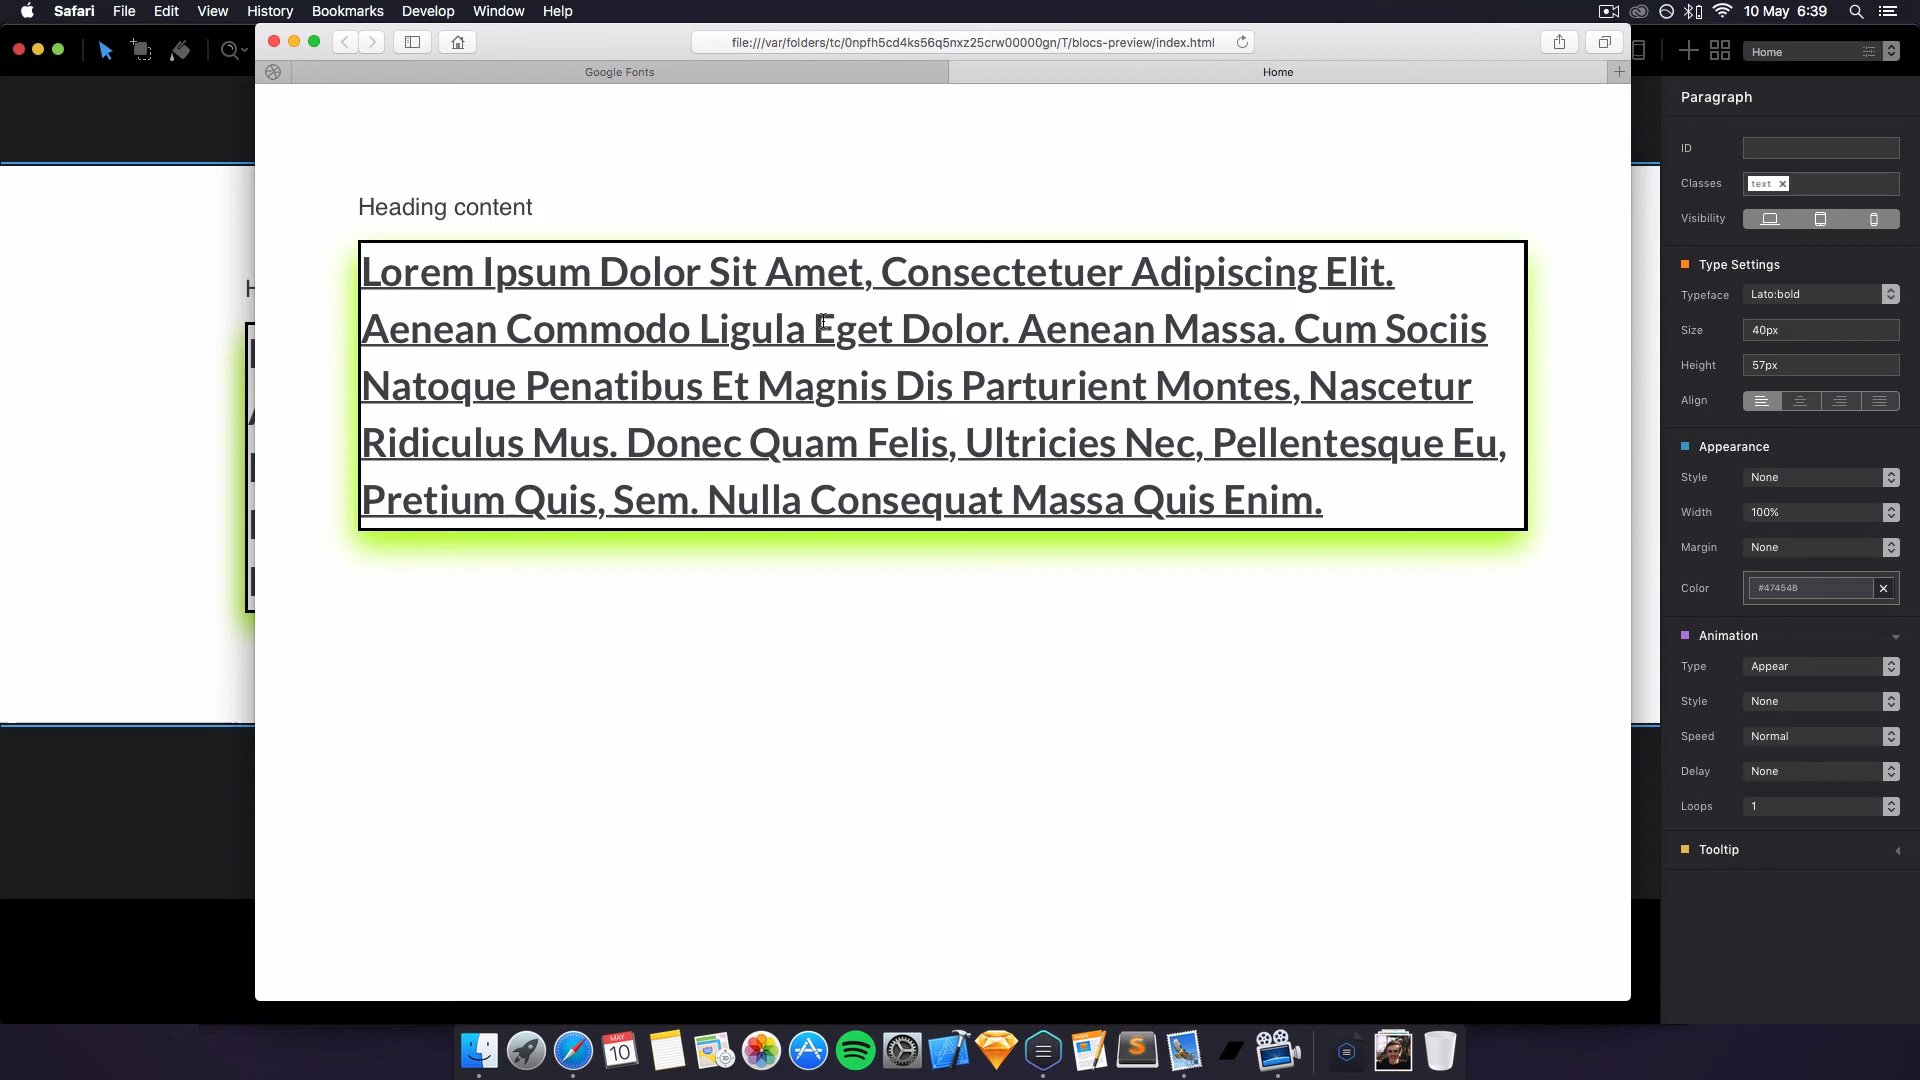 Safari File Edit View History Bookmarks Develop Window Help 10 May 6:39
file:///var/folders/tc/0npfh5cd4ks56q5nxz25crw00000gn/T/blocs-preview/index.html
Home
Google Fonts
Home
Paragraph
ID
Classes text
Visibility
Type Settings
Typeface Lato:bold
Size 40px
Height 57px
Align
Appearance
Style None
Width 100%
Margin None
Color #47454B
Animation
Type Appear
Style None
Speed Normal
Delay None
Loops 1
Tooltip
Heading content
Lorem Ipsum Dolor Sit Amet, Consectetuer Adipiscing Elit.
Aenean Commodo Ligula Eget Dolor. Aenean Massa. Cum Sociis
Natoque Penatibus Et Magnis Dis Parturient Montes, Nascetur
Ridiculus Mus. Donec Quam Felis, Ultricies Nec, Pellentesque Eu,
Pretium Quis, Sem. Nulla Consequat Massa Quis Enim.
H
MAY
10
S